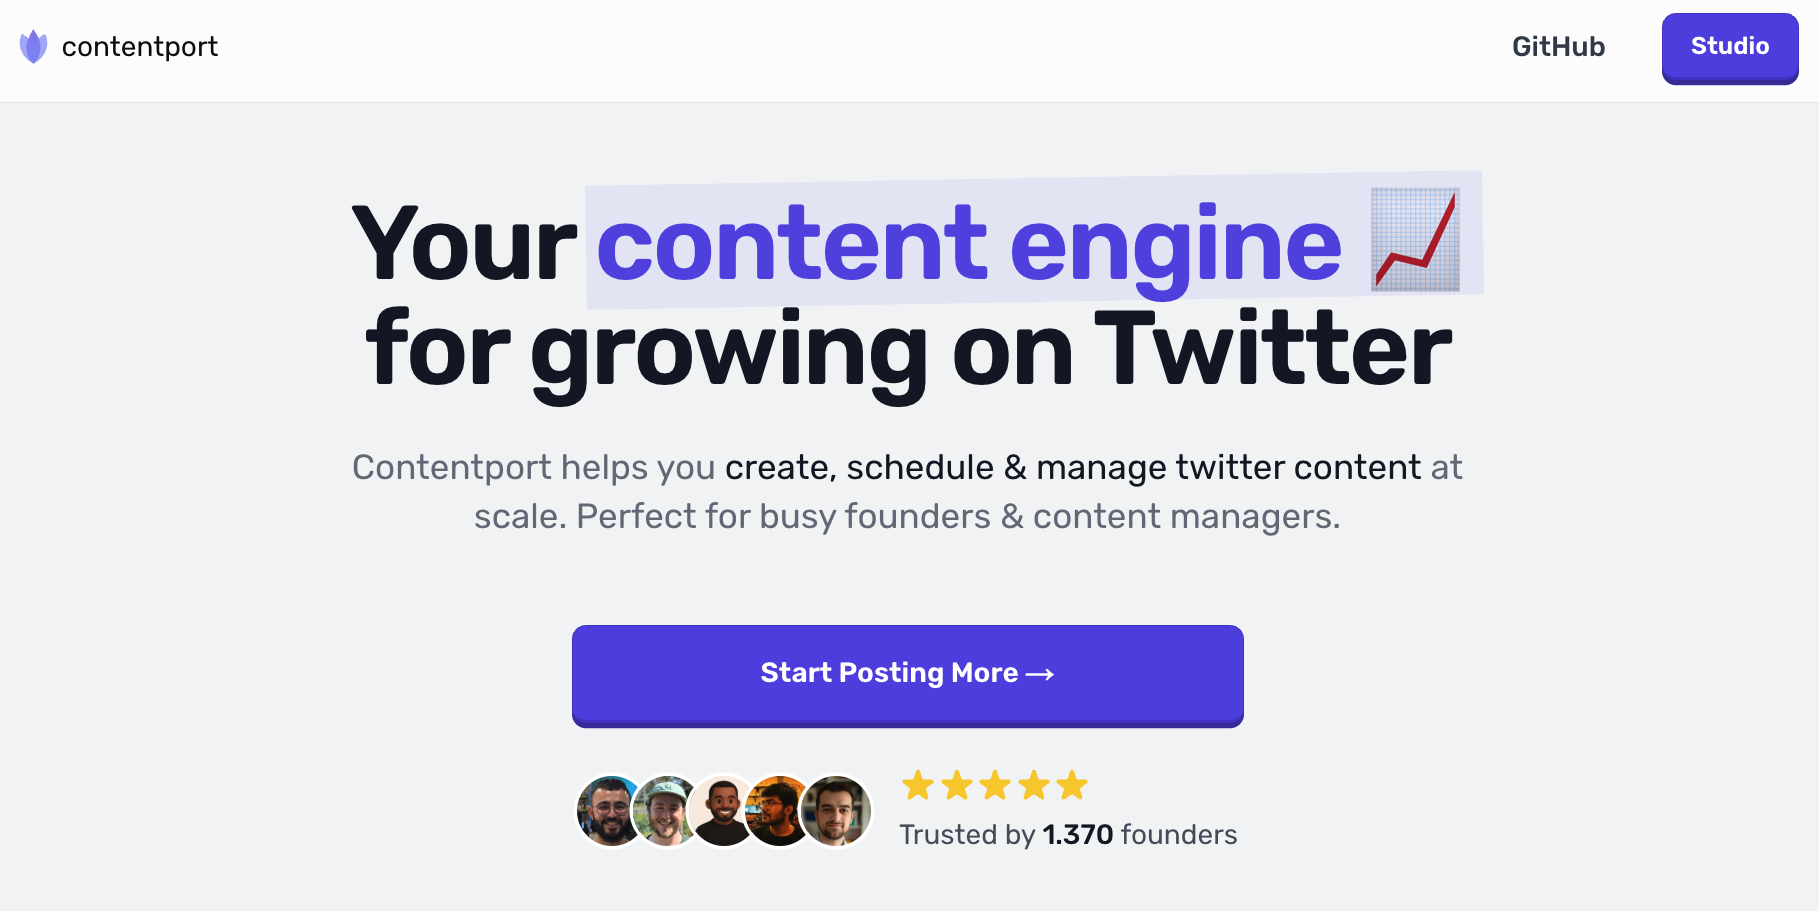 contentport
GitHub
Studio
Your content engine 📈
for growing on Twitter
Contentport helps you create, schedule & manage twitter content at
scale. Perfect for busy founders & content managers.
Start Posting More →
Trusted by 1.370 founders